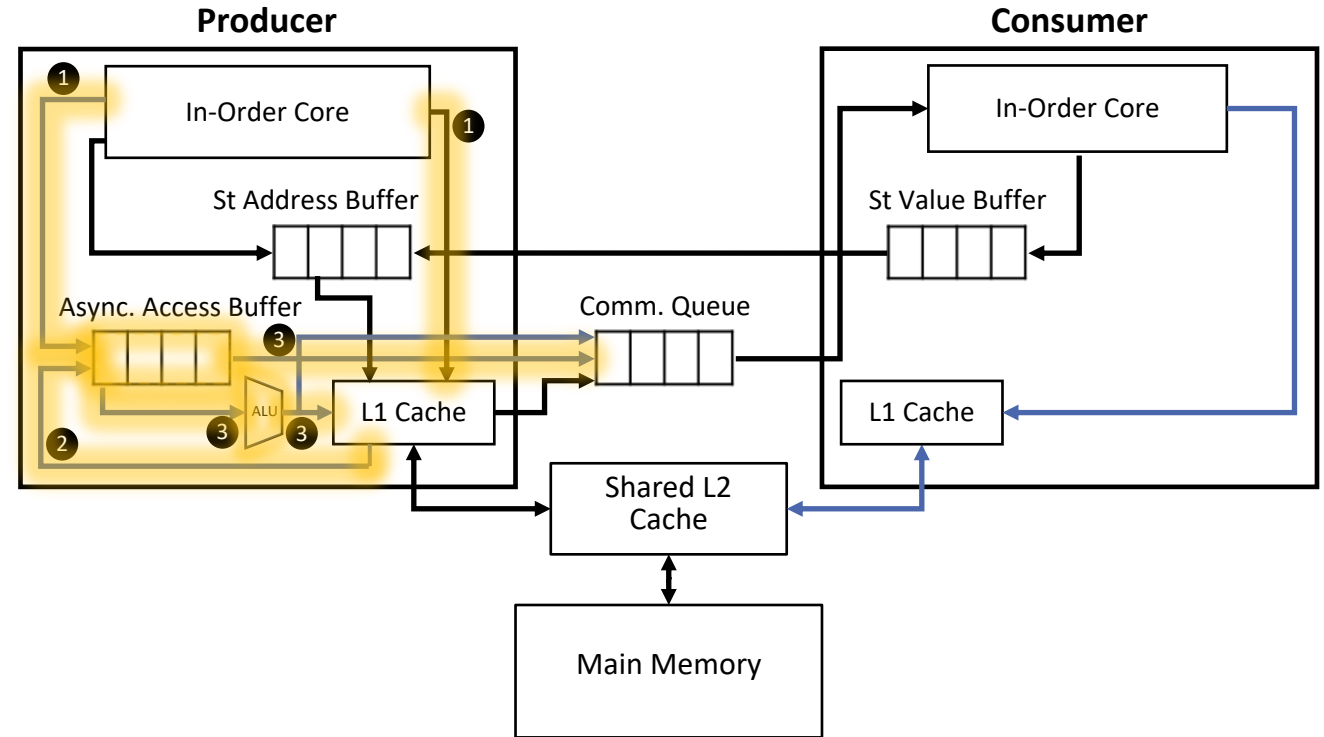 Producer
Consumer
1
In-Order Core
1
In-Order Core
St Address Buffer
St Value Buffer
Async. Access Buffer
Comm. Queue
3
ALU
L1 Cache
L1 Cache
3
3
2
Shared L2
Cache
Main Memory